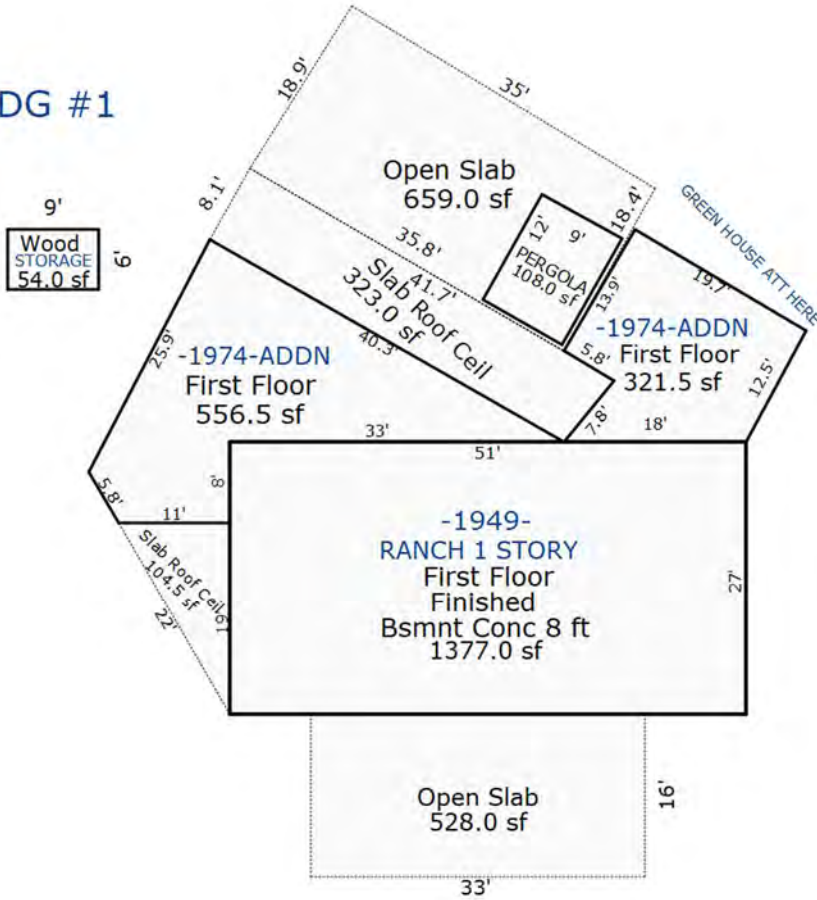 DG #1
18.9'
35'
8.1'
Open Slab
659.0 sf
18.4'
GREEN HOUSE ATT HERE
9'
Wood
STORAGE
54.0 sf
6'
35.8'
12'
9'
PERGOLA
108.0 sf
13.9'
19.7'
41.7'
Slab Roof Ceil
323.0 sf
40.3'
25.9'
-1974-ADDN
First Floor
556.5 sf
5.8'
-1974-ADDN
First Floor
321.5 sf
12.5'
7.8'
18'
33'
51'
8'
5.8'
11'
Slab Roof Ceil
104.5 sf
22'
19'
-1949-
RANCH 1 STORY
First Floor
Finished
Bsmnt Conc 8 ft
1377.0 sf
27'
Open Slab
528.0 sf
16'
33'